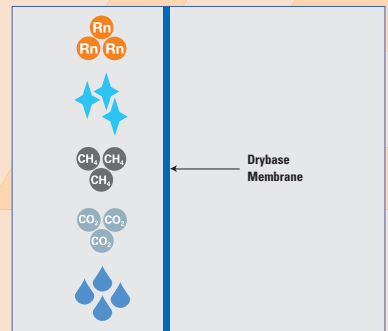 Rn
Rn Rn
CH₄ CH₄
CH₄
Drybase
Membrane
CO₂ CO₂
CO₂